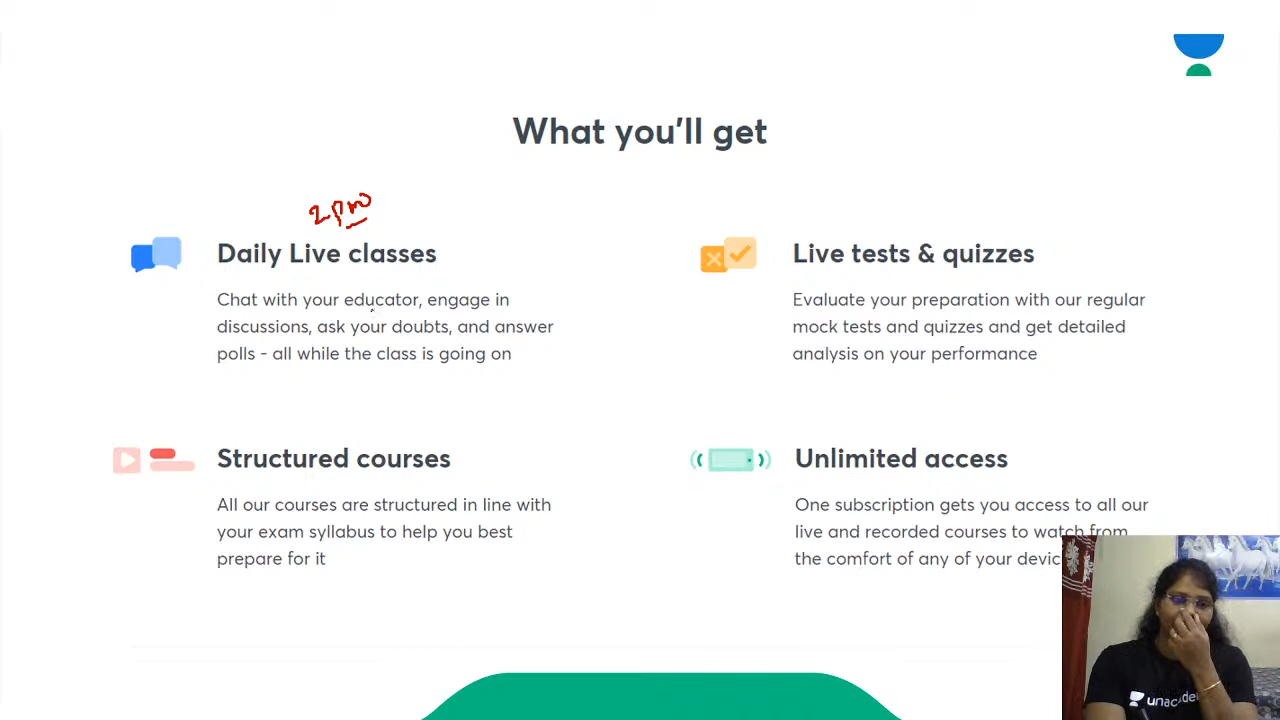 What you'll get
2 pm
Daily Live classes
Chat with your educator, engage in
discussions, ask your doubts, and answer
polls - all while the class is going on
Live tests & quizzes
Evaluate your preparation with our regular
mock tests and quizzes and get detailed
analysis on your performance
Structured courses
All our courses are structured in line with
your exam syllabus to help you best
prepare for it
Unlimited access
One subscription gets you access to all our
live and recorded courses to watch from
the comfort of any of your devic